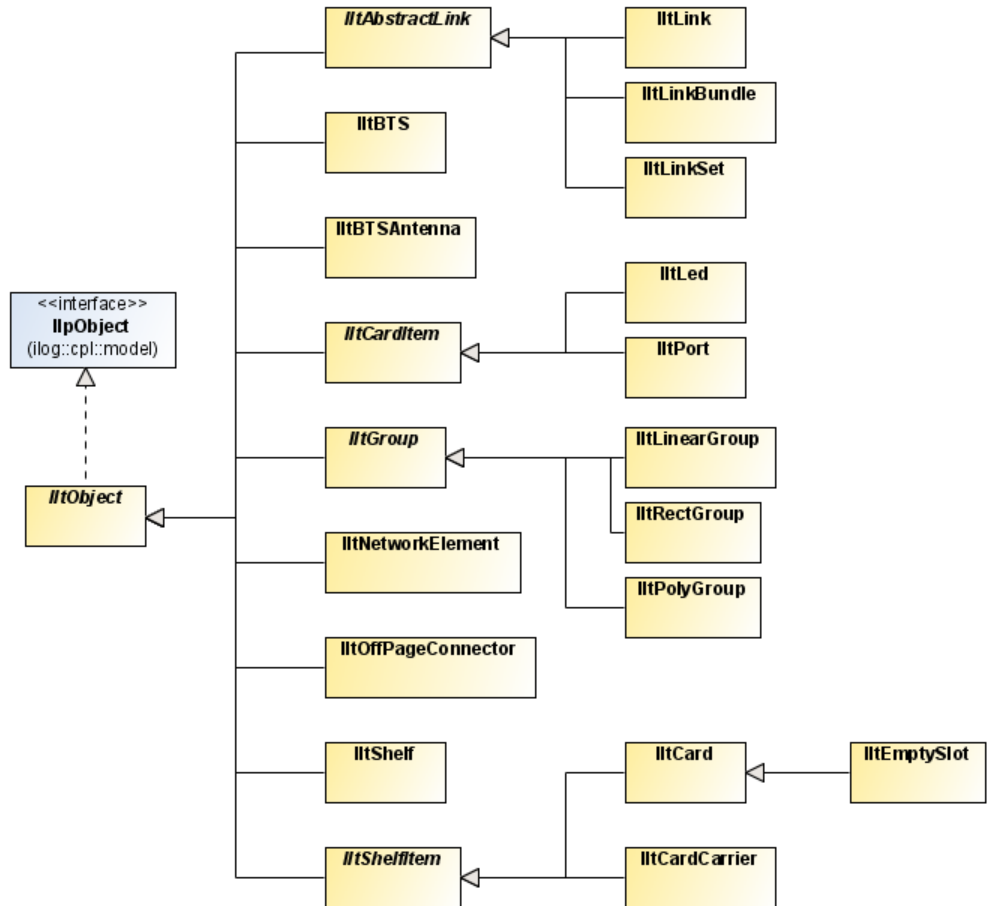 IltAbstractLink
IltLink
IltLinkBundle
IltBTS
IltLinkSet
IltBTSAntenna
IltLed
<<interface>>
IlpObject
(ilog::cpl::model)
IltCardItem
IltPort
IltGroup
IltLinearGroup
IltObject
IltRectGroup
IltNetworkElement
IltPolyGroup
IltOffPageConnector
IltShelf
IltCard
IltEmptySlot
IltShelfItem
IltCardCarrier